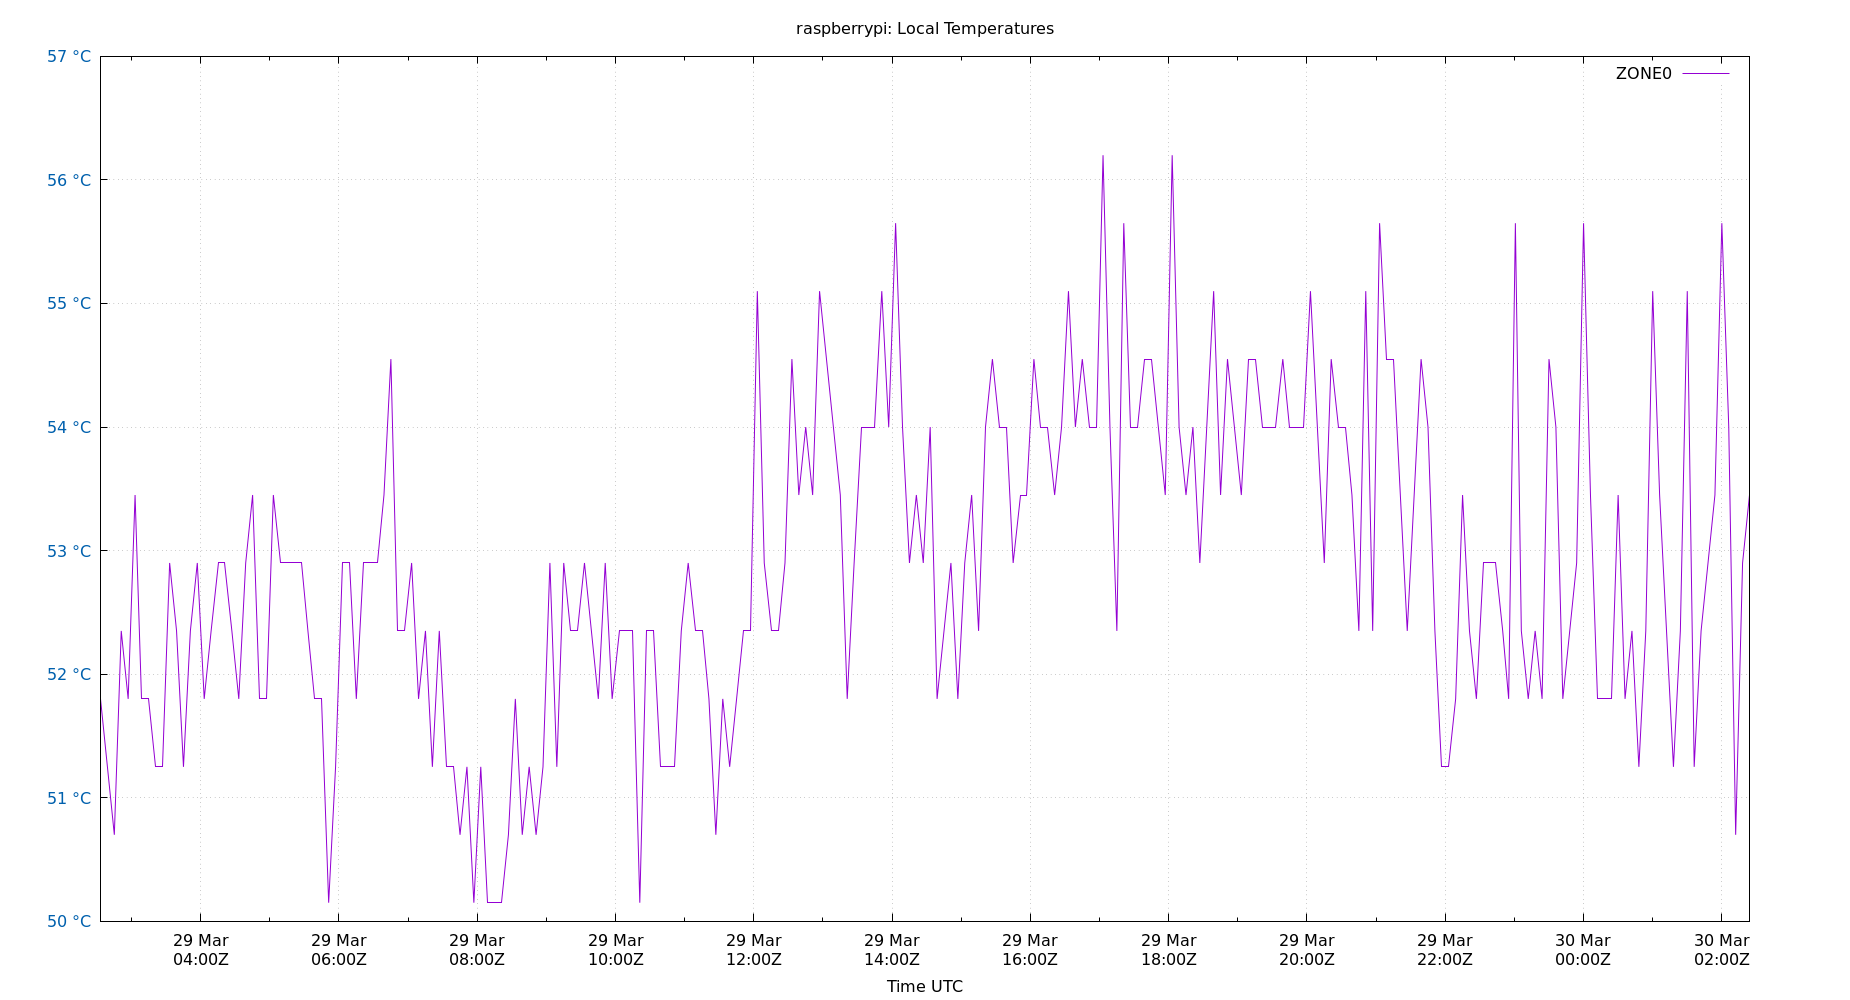 raspberrypi: Local Temperatures
57 °C
ZONE0
56 °C
55 °C
54 °C
53 °C
52 °C
51 °C
50 °C
29 Mar 29 Mar 29 Mar 29 Mar 29 Mar 29 Mar 29 Mar 29 Mar 29 Mar 29 Mar 30 Mar 30 Mar
04:00Z 06:00Z 08:00Z 10:00Z 12:00Z 14:00Z 16:00Z 18:00Z 20:00Z 22:00Z 00:00Z 02:00Z
Time UTC